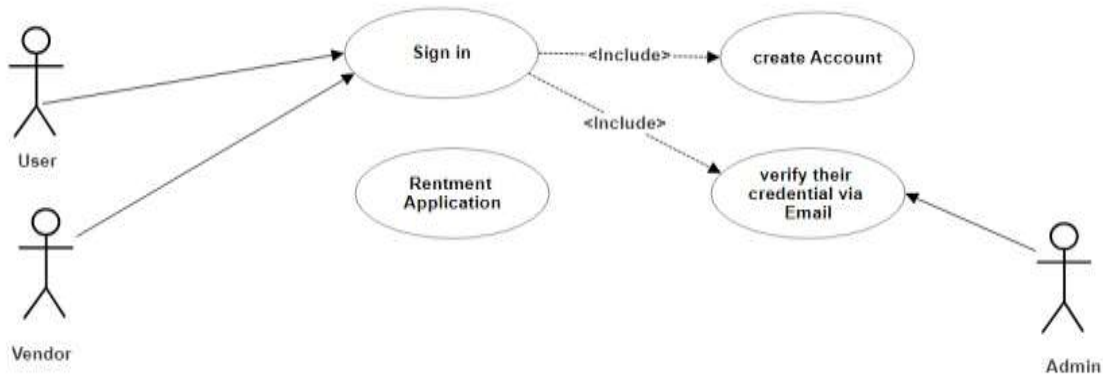 Sign in
<Include>
create Account
<Include>
User
Rentment
Application
verify their
credential via
Email
Vendor
Admin